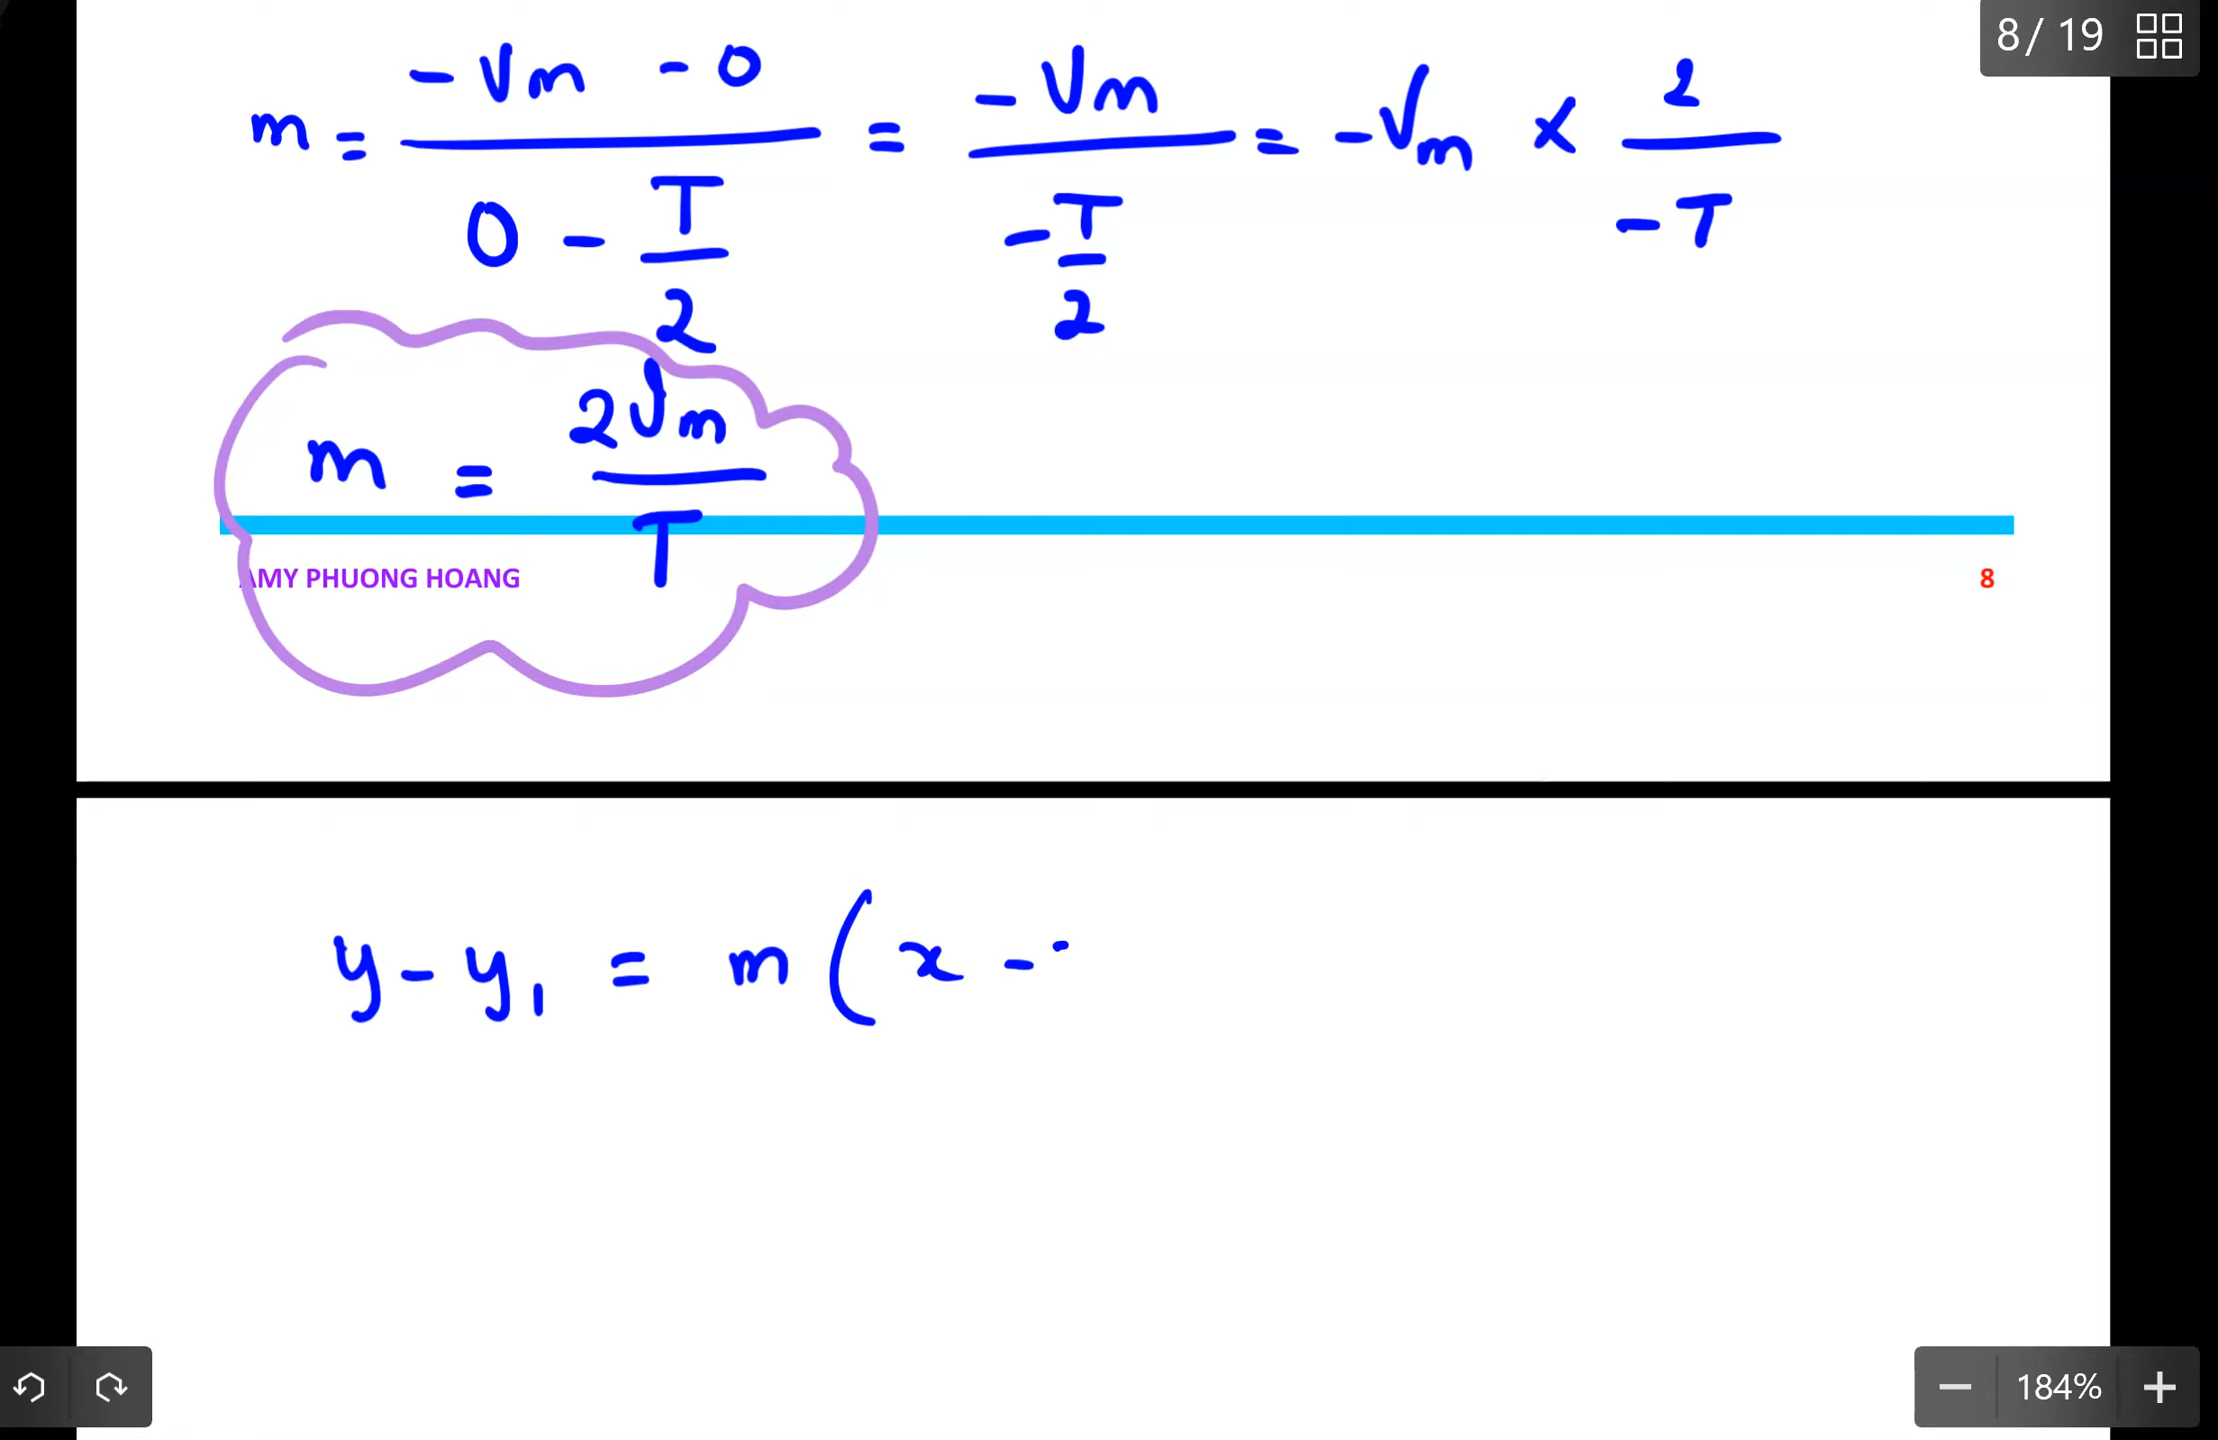 8/ 19
m = (-Vm - 0)/(0 - T/2) = -Vm/(-T/2) = -Vm × 2/-T
m = 2Vm/T
AMY PHUONG HOANG
8
y - y₁ = m ( x -
184%